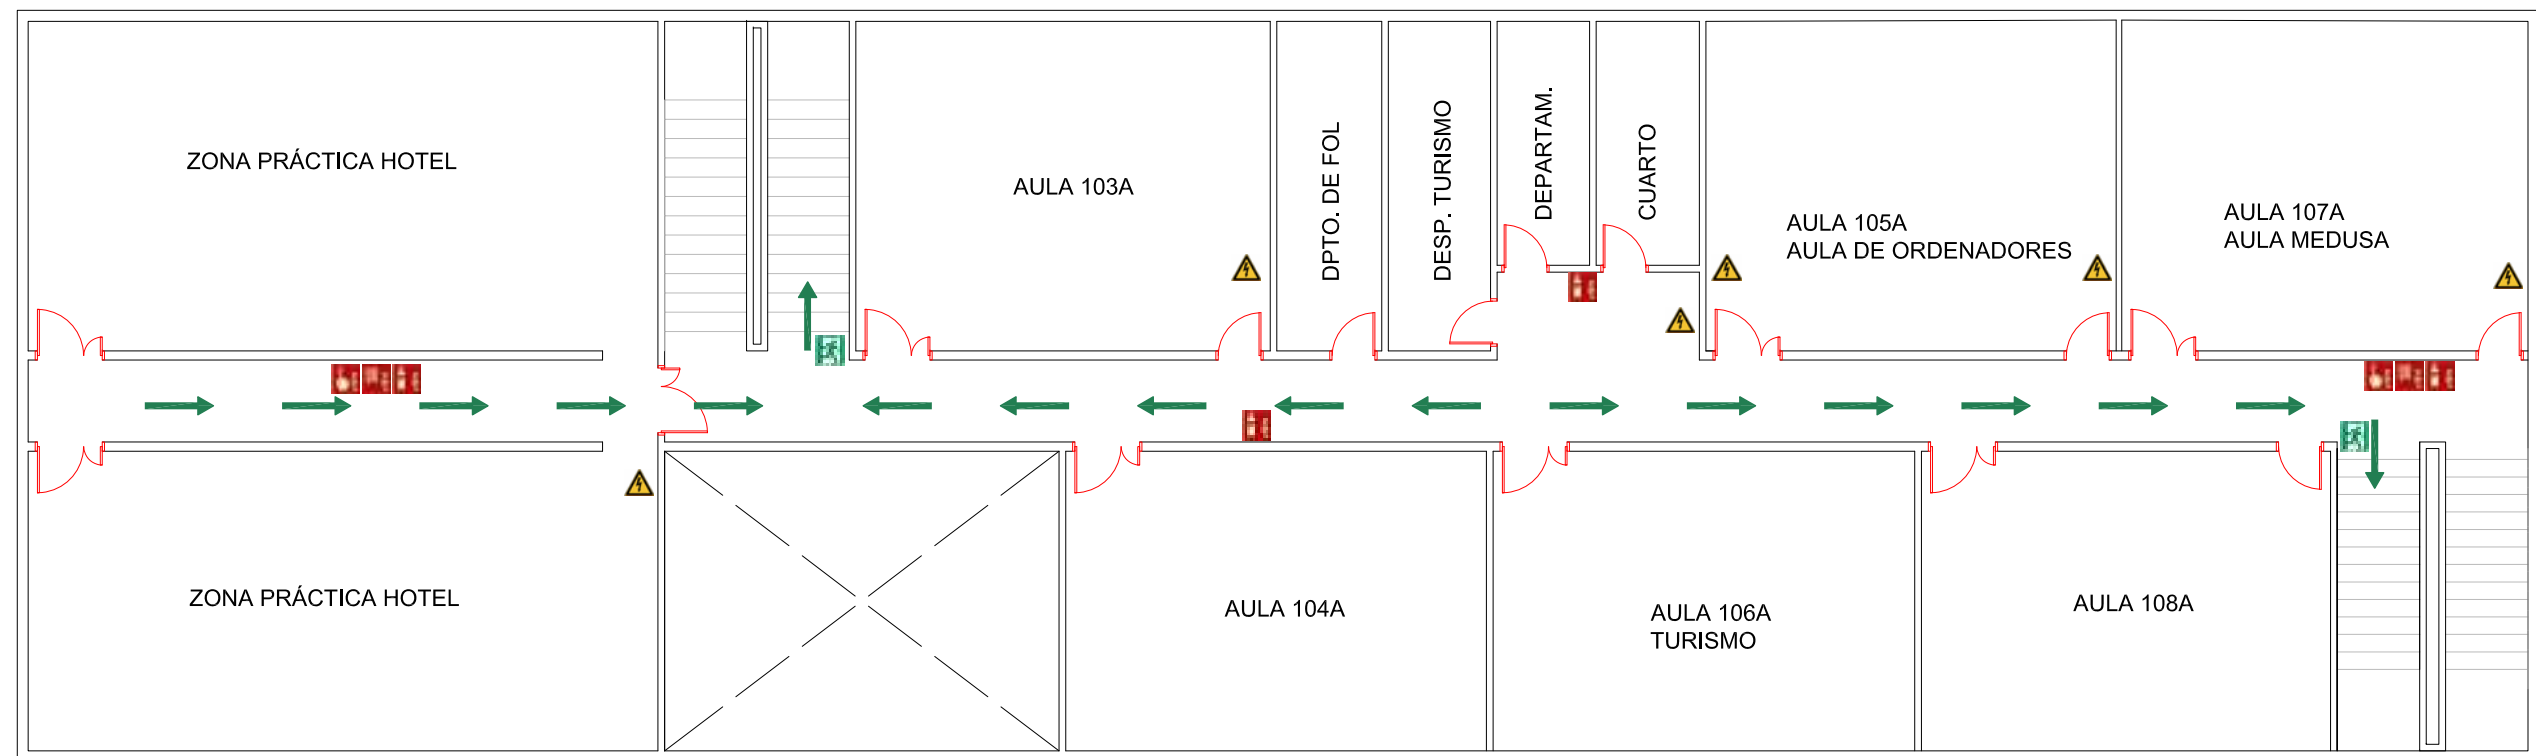 ZONA PRÁCTICA HOTEL
AULA 103A
DPTO. DE FOL
DESP. TURISMO
DEPARTAM.
CUARTO
AULA 105A
AULA DE ORDENADORES
AULA 107A
AULA MEDUSA
ZONA PRÁCTICA HOTEL
AULA 104A
AULA 106A
TURISMO
AULA 108A